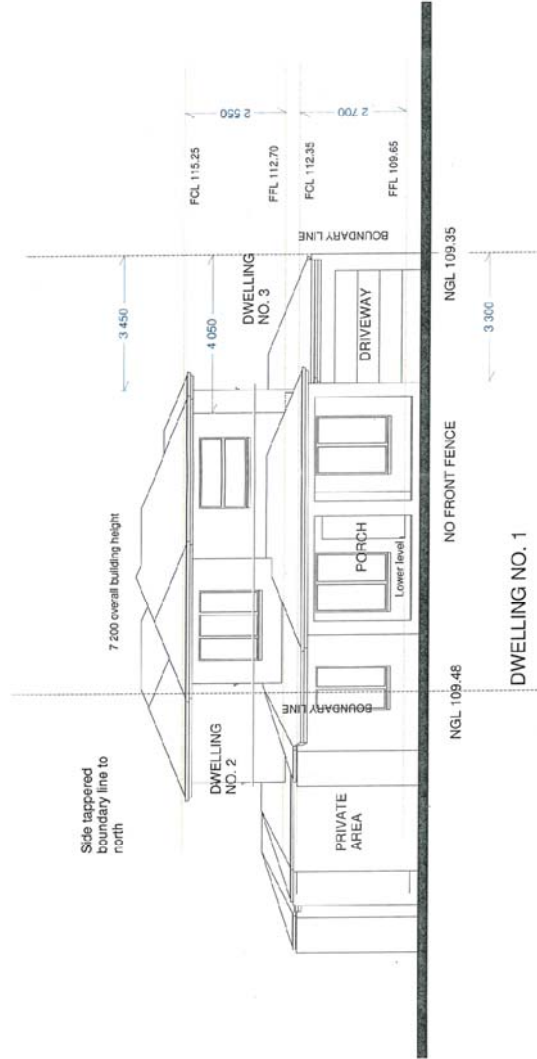 Side tappered
boundary line to
north
7 200 overall building height
3 450
4 050
DWELLING
NO. 2
DWELLING
NO. 3
FCL 115.25
2 550
FFL 112.70
FCL 112.35
2 700
FFL 109.65
BOUNDARY LINE
BOUNDARY LINE
PRIVATE
AREA
PORCH
Lower level
DRIVEWAY
NGL 109.48
NO FRONT FENCE
NGL 109.35
3 300
DWELLING NO. 1